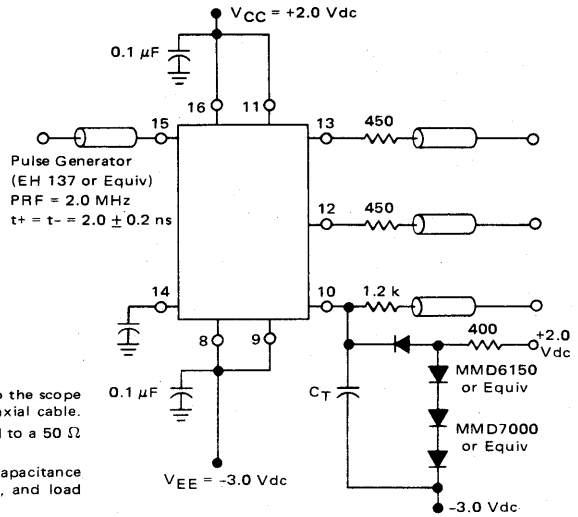 VCC = +2.0 Vdc
0.1 µF
16
11
15
13
450
Pulse Generator
(EH 137 or Equiv)
PRF = 2.0 MHz
t+ = t- = 2.0 ± 0.2 ns
12
450
14
10
1.2 k
8
9
400
+2.0
Vdc
0.1 µF
CT
MMD6150
or Equiv
MMD7000
or Equiv
o the scope
axial cable.
l to a 50 Ω
apacitance
, and load
VEE = -3.0 Vdc
-3.0 Vdc